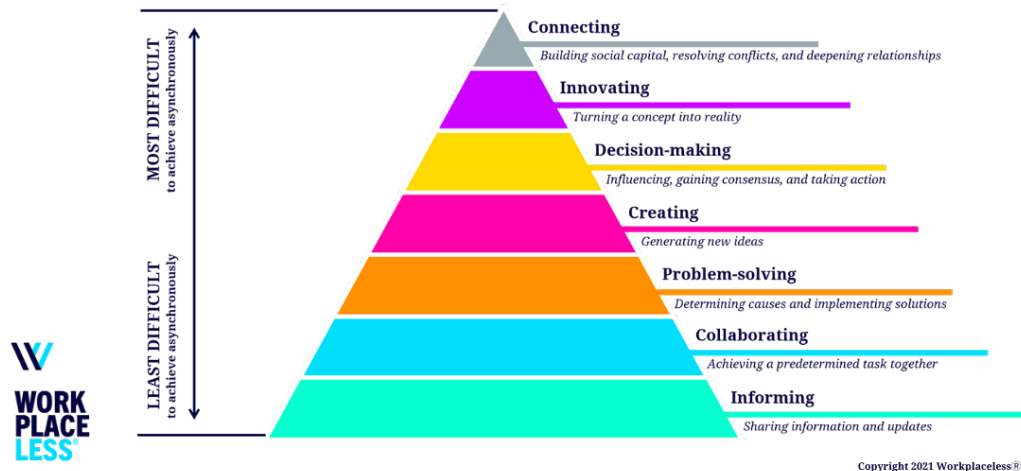 Connecting
Building social capital, resolving conflicts, and deepening relationships
Innovating
Turning a concept into reality
Decision-making
Influencing, gaining consensus, and taking action
Creating
Generating new ideas
Problem-solving
Determining causes and implementing solutions
Collaborating
Achieving a predetermined task together
Informing
Sharing information and updates
MOST DIFFICULT
to achieve asynchronously
LEAST DIFFICULT
to achieve asynchronously
WORK
PLACE
LESS®
Copyright 2021 Workplaceless®